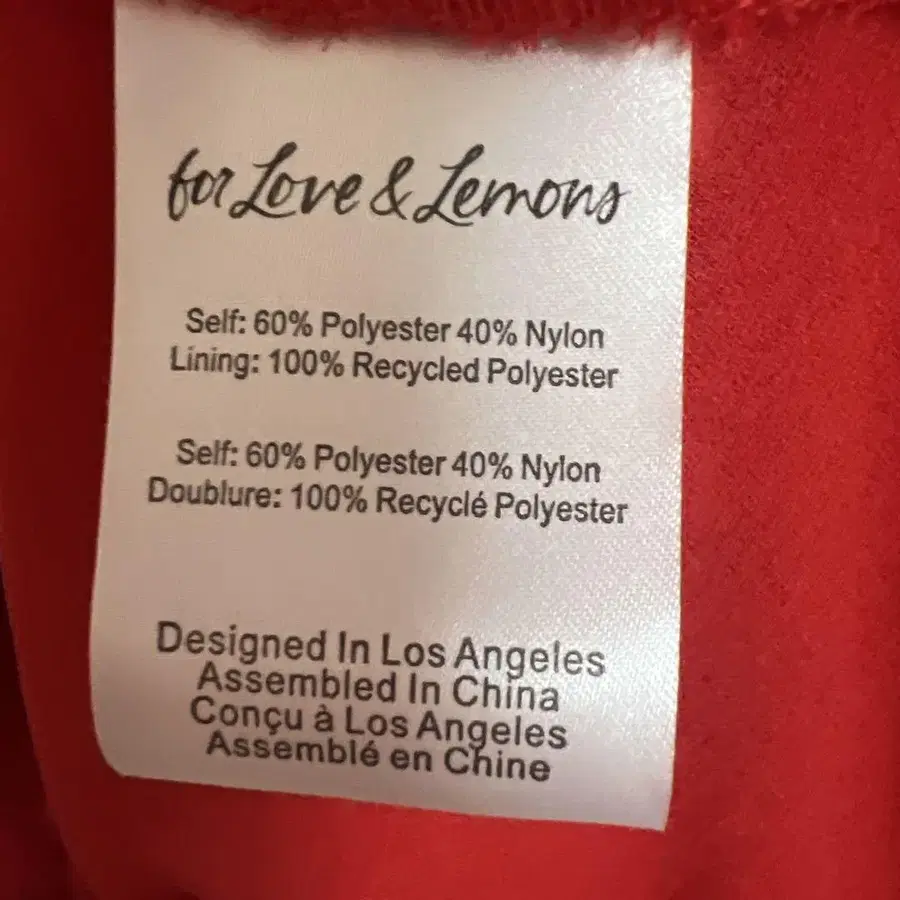 for Love & Lemons
Self: 60% Polyester 40% Nylon
Lining: 100% Recycled Polyester
Self: 60% Polyester 40% Nylon
Doublure: 100% Recyclé Polyester
Designed In Los Angeles
Assembled In China
Conçu à Los Angeles
Assemblé en Chine